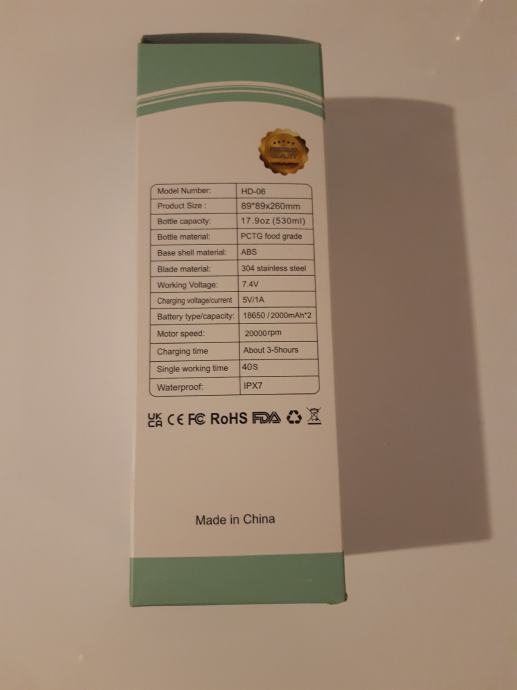 PREMIUM
QUALITY
Model Number: HD-06
Product Size : 89*89x260mm
Bottle capacity: 17.9oz (530ml)
Bottle material: PCTG food grade
Base shell material: ABS
Blade material: 304 stainless steel
Working Voltage: 7.4V
Charging voltage/current 5V/1A
Battery type/capacity: 18650 / 2000mAh*2
Motor speed: 20000rpm
Charging time About 3-5hours
Single working time 40S
Waterproof: IPX7
UK CA CE FC RoHS FDA
Made in China